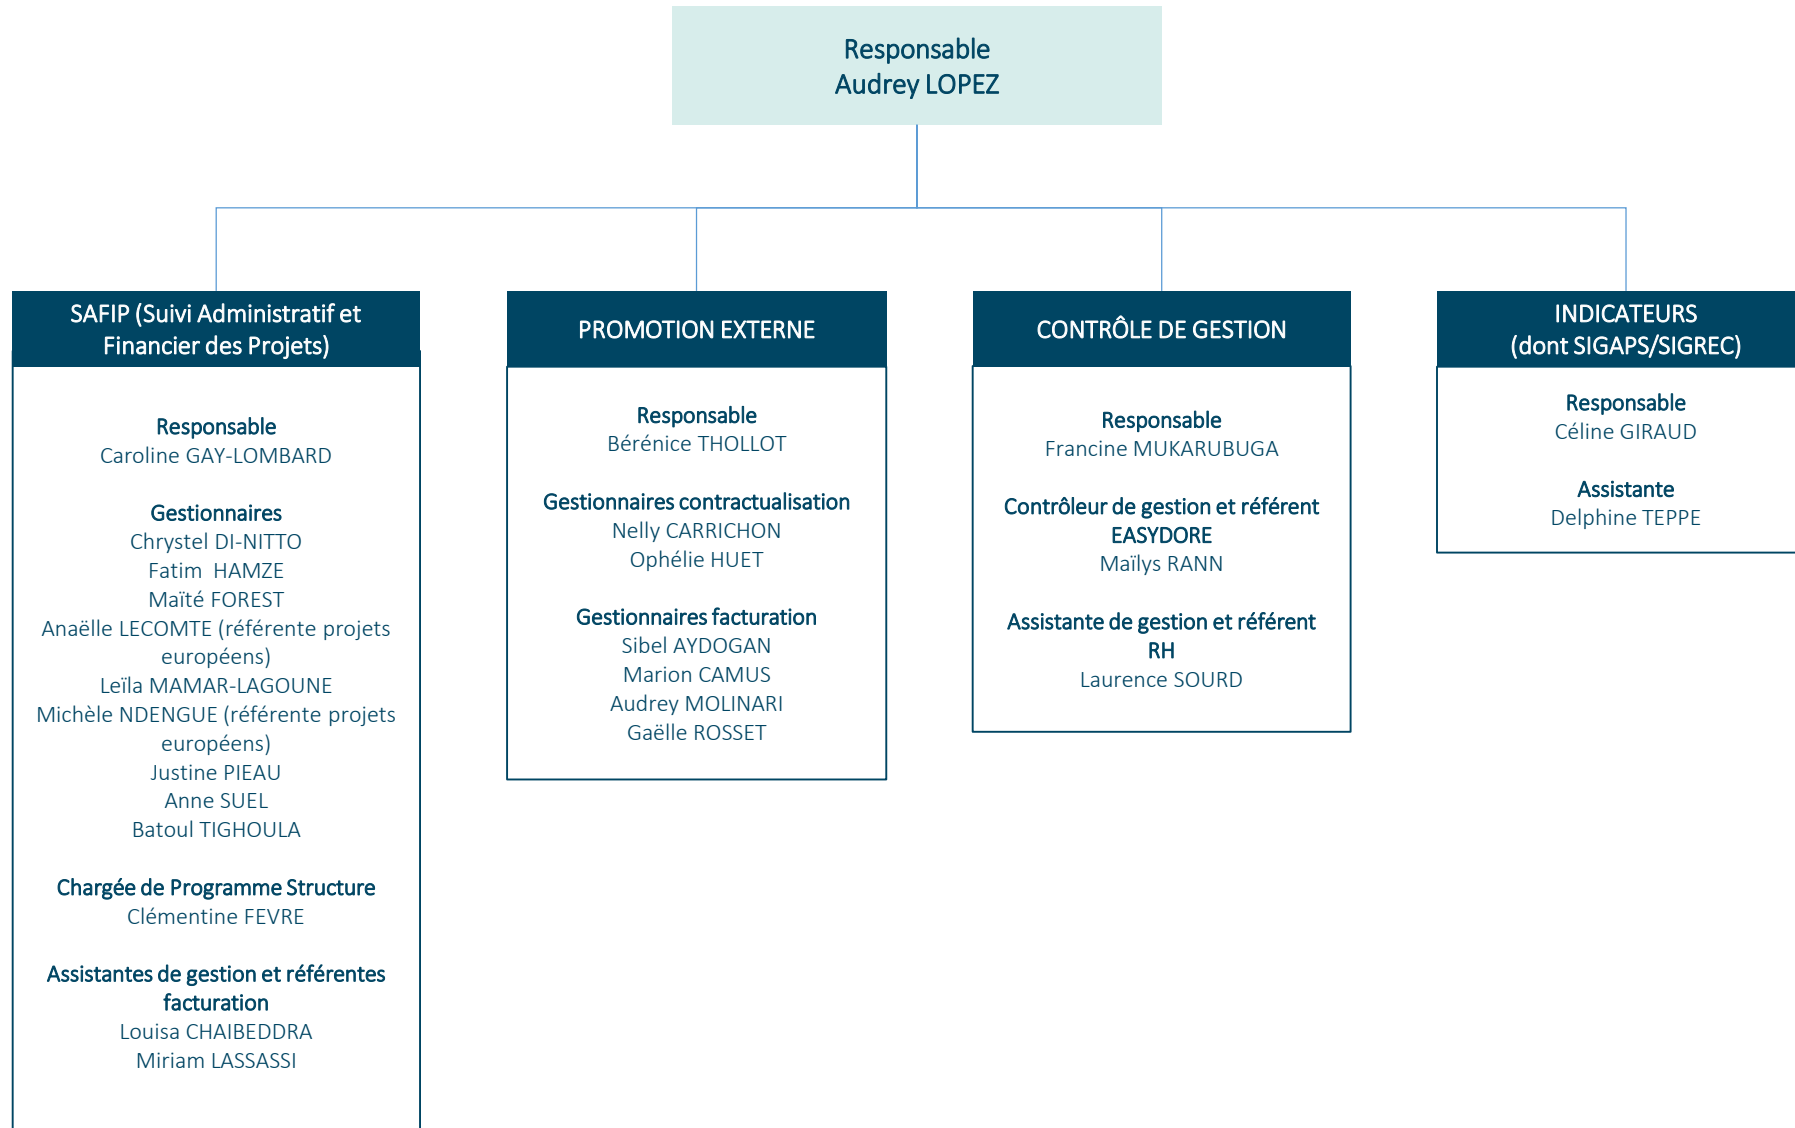 Responsable
Audrey LOPEZ
SAFIP (Suivi Administratif et
Financier des Projets)
Responsable
Caroline GAY-LOMBARD
Gestionnaires
Chrystel DI-NITTO
Fatim  HAMZE
Maïté FOREST
Anaëlle LECOMTE (référente projets
européens)
Leïla MAMAR-LAGOUNE
Michèle NDENGUE (référente projets
européens)
Justine PIEAU
Anne SUEL
Batoul TIGHOULA
Chargée de Programme Structure
Clémentine FEVRE
Assistantes de gestion et référentes
facturation
Louisa CHAIBEDDRA
Miriam LASSASSI
PROMOTION EXTERNE
Responsable
Bérénice THOLLOT
Gestionnaires contractualisation
Nelly CARRICHON
Ophélie HUET
Gestionnaires facturation
Sibel AYDOGAN
Marion CAMUS
Audrey MOLINARI
Gaëlle ROSSET
CONTRÔLE DE GESTION
Responsable
Francine MUKARUBUGA
Contrôleur de gestion et référent
EASYDORE
Maïlys RANN
Assistante de gestion et référent
RH
Laurence SOURD
INDICATEURS
(dont SIGAPS/SIGREC)
Responsable
Céline GIRAUD
Assistante
Delphine TEPPE